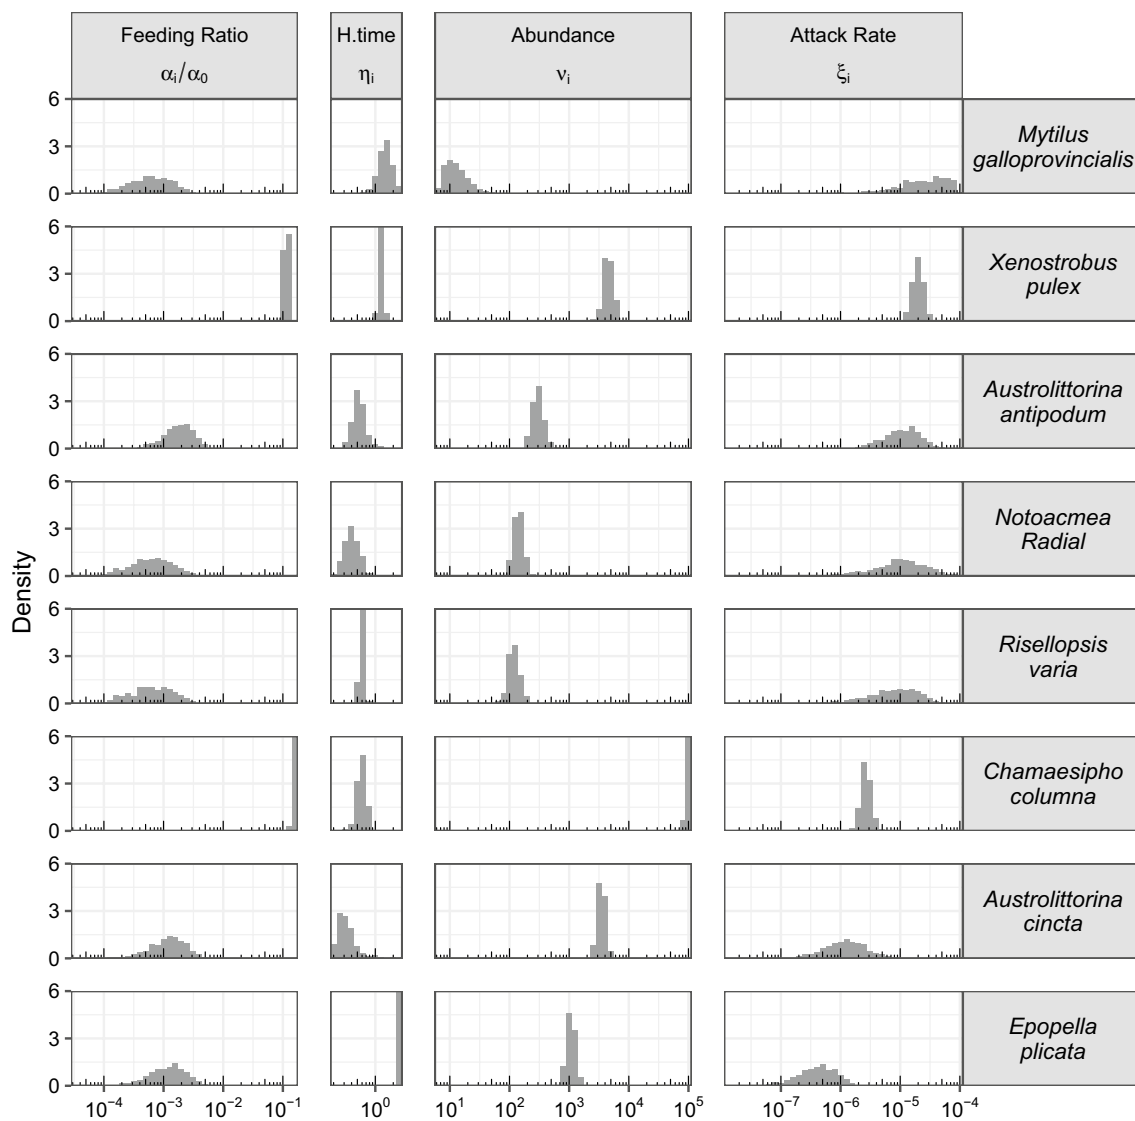 Feeding Ratio
αi/α0
H.time
ηi
Abundance
νi
Attack Rate
ξi
Density
6
3
0
Mytilus
galloprovincialis
6
3
0
Xenostrobus
pulex
6
3
0
Austrolittorina
antipodum
6
3
0
Notoacmea
Radial
6
3
0
Risellopsis
varia
6
3
0
Chamaesipho
columna
6
3
0
Austrolittorina
cincta
6
3
0
Epopella
plicata
10⁻⁴ 10⁻³ 10⁻² 10⁻¹
10⁰
10¹ 10² 10³ 10⁴ 10⁵
10⁻⁷ 10⁻⁶ 10⁻⁵ 10⁻⁴